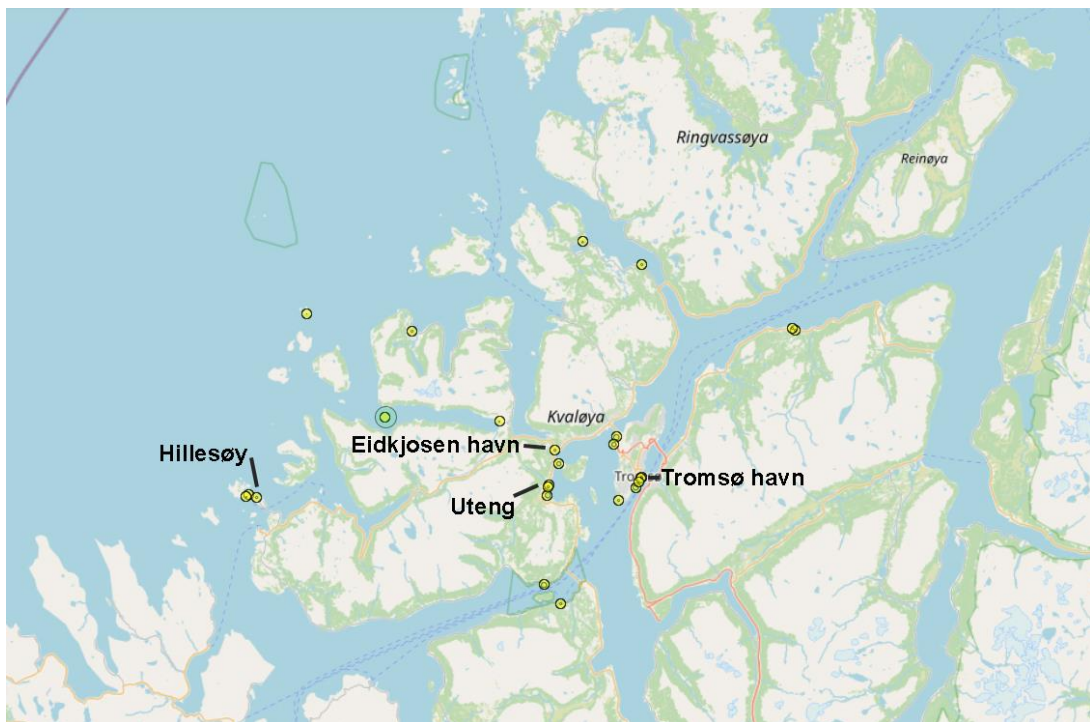 Ringvassøya
Reinøya
Kvaløya
Eidkjosen havn
Hillesøy
Tromsø havn
Uteng